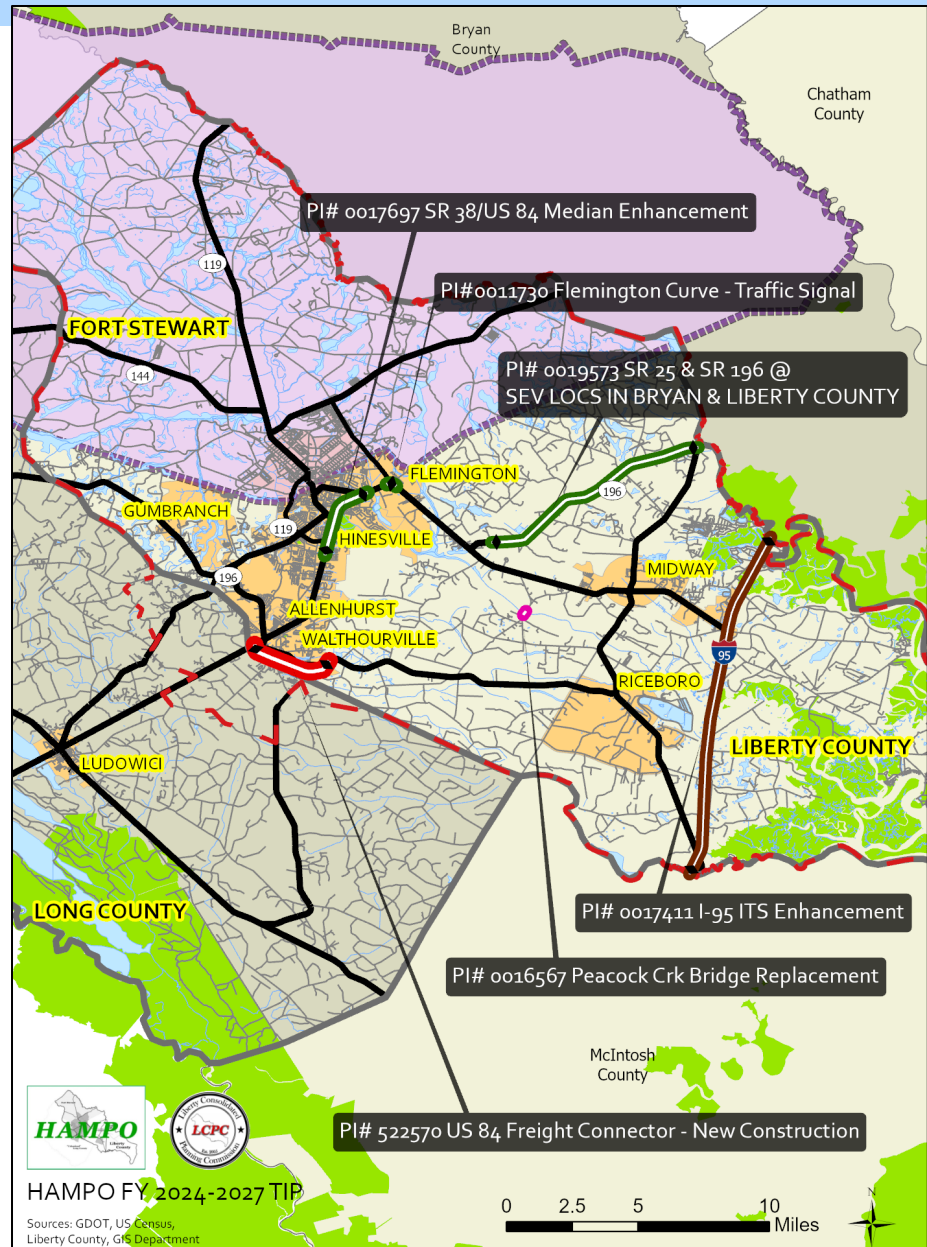 Bryan
County
Chatham
County
PI# 0017697 SR 38/US 84 Median Enhancement
119
PI#0011730 Flemington Curve - Traffic Signal
FORT STEWART
144
PI# 0019573 SR 25 & SR 196 @
SEV LOCS IN BRYAN & LIBERTY COUNTY
FLEMINGTON
196
GUMBRANCH
119
HINESVILLE
MIDWAY
196
ALLENHURST
WALTHOURVILLE
95
RICEBORO
LIBERTY COUNTY
LUDOWICI
LONG COUNTY
PI# 0017411 I-95 ITS Enhancement
PI# 0016567 Peacock Crk Bridge Replacement
McIntosh
County
HAMPO
Liberty
County
Liberty Consolidated
LCPC
Planning Commission
PI# 522570 US 84 Freight Connector - New Construction
HAMPO FY 2024-2027 TIP
Sources: GDOT, US Census,
Liberty County, GIS Department
0 2.5 5 10
Miles
N